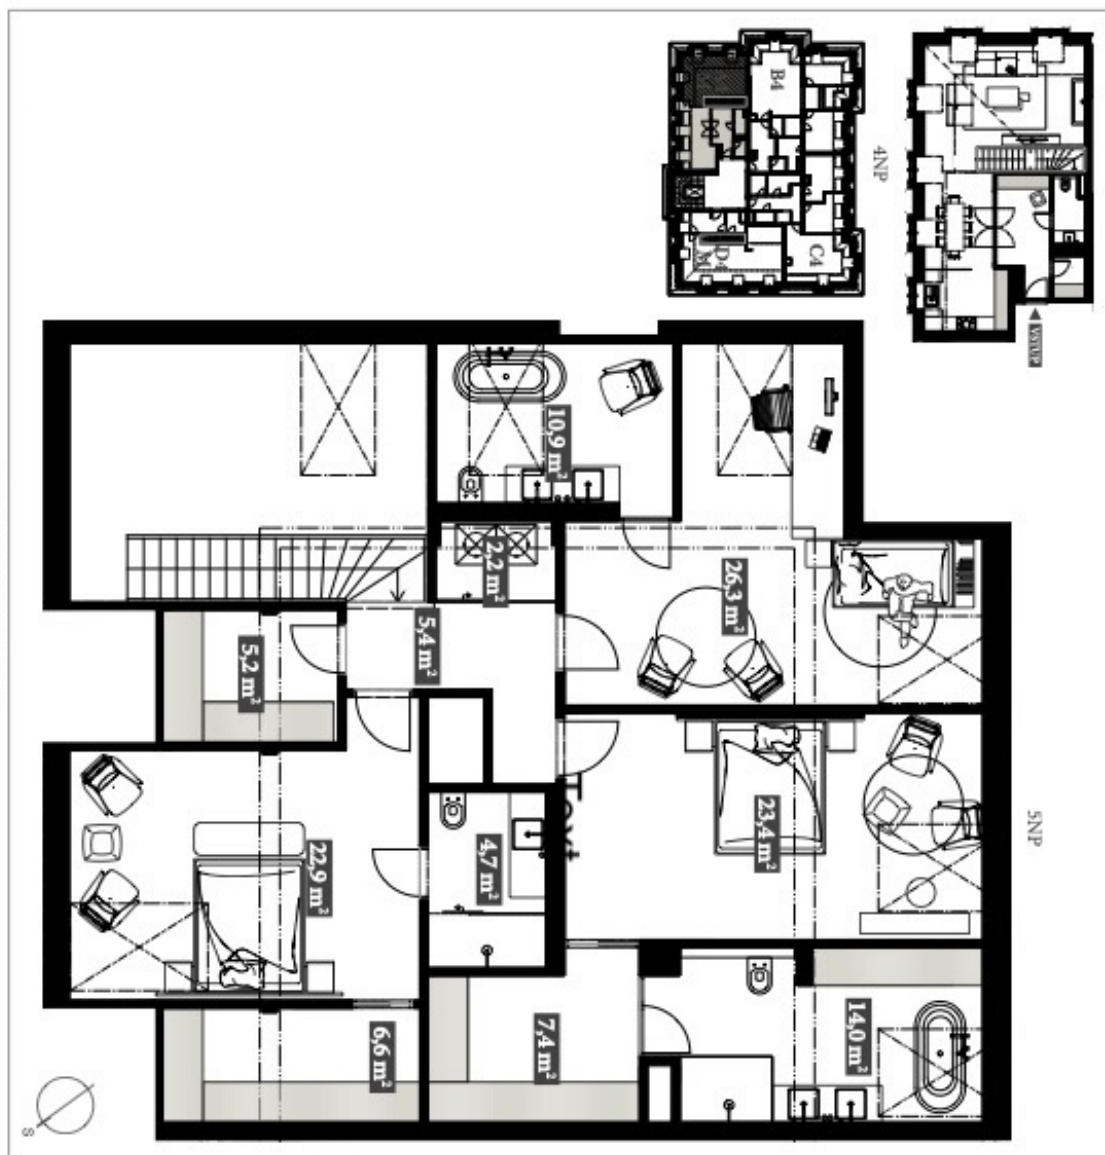 B4
4NP
C4
D4
M
Vstup
10,9 m²
2,2 m²
26,3 m²
5,4 m²
5,2 m²
Text
23,4 m²
5NP
4,7 m²
22,9 m²
14,0 m²
7,4 m²
6,6 m²
S